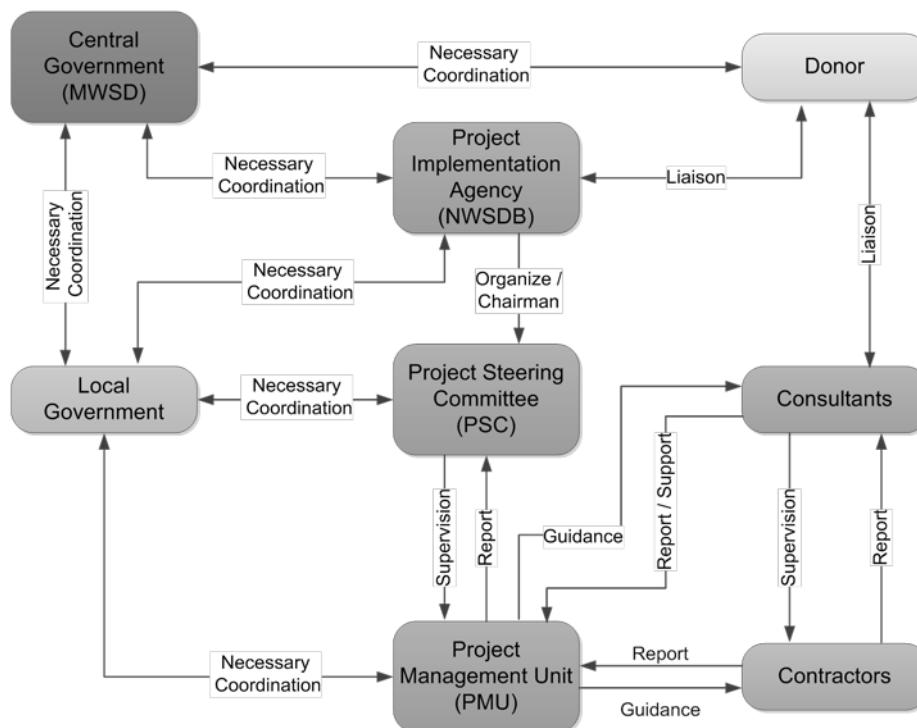 Central
Government
(MWSD)
Necessary
Coordination
Donor
Necessary
Coordination
Project
Implementation
Agency
(NWSDB)
Liaison
Necessary
Coordination
Liaison
Necessary
Coordination
Organize /
Chairman
Local
Government
Necessary
Coordination
Project Steering
Committee
(PSC)
Consultants
Supervision
Report
Guidance
Report / Support
Supervision
Report
Necessary
Coordination
Project
Management Unit
(PMU)
Report
Guidance
Contractors